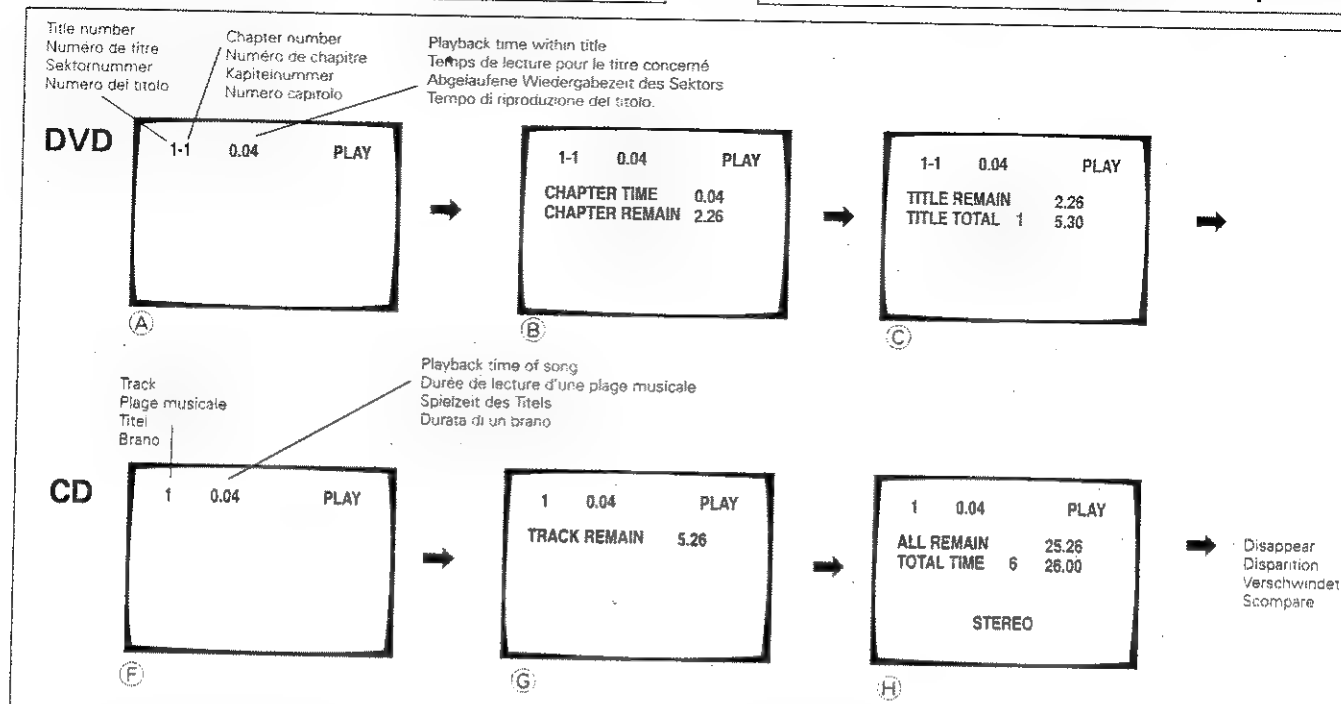 Title number
Numéro de titre
Sektornummer
Numero del titolo
Chapter number
Numéro de chapitre
Kapitelnummer
Numero capitolo
Playback time within title
Temps de lecture pour le titre concerné
Abgelaufene Wiedergabezeit des Sektors
Tempo di riproduzione del titolo.
DVD
1-1 0.04 PLAY
A
1-1 0.04 PLAY
CHAPTER TIME 0.04
CHAPTER REMAIN 2.26
B
1-1 0.04 PLAY
TITLE REMAIN 2.26
TITLE TOTAL 1 5.30
C
Track
Plage musicale
Titel
Brano
Playback time of song
Durée de lecture d'une plage musicale
Spielzeit des Titels
Durata di un brano
CD
1 0.04 PLAY
F
1 0.04 PLAY
TRACK REMAIN 5.26
G
1 0.04 PLAY
ALL REMAIN 25.26
TOTAL TIME 6 26.00
STEREO
H
Disappear
Disparition
Verschwindet
Scompare